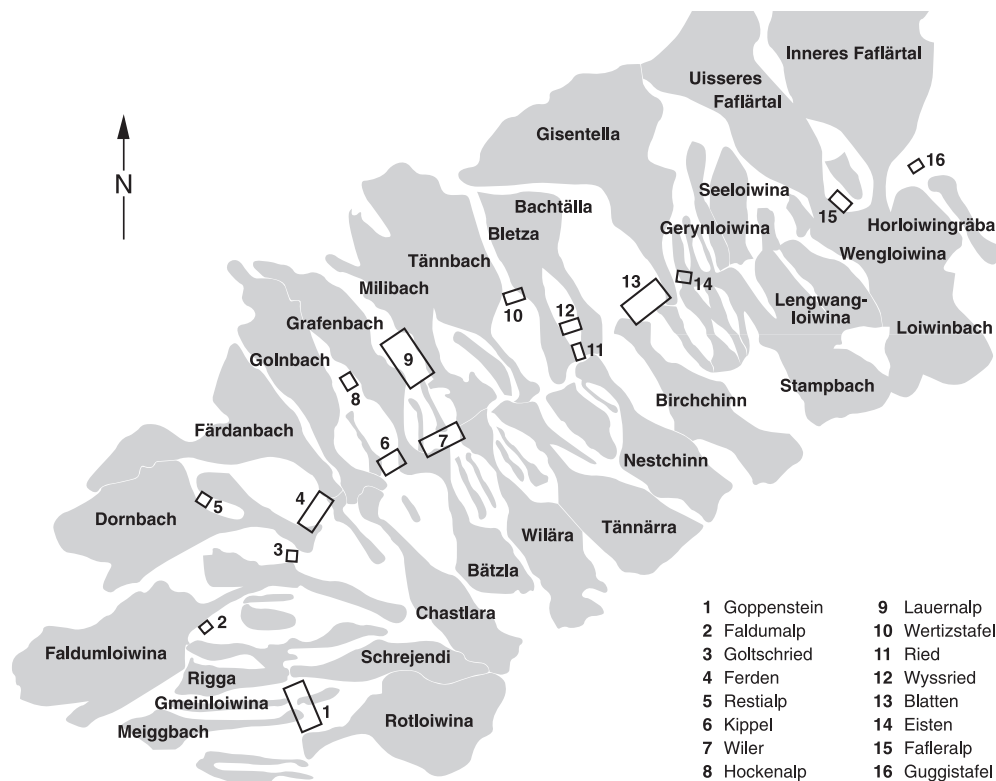 Inneres Faflärtal
Uisseres
Faflärtal
Gisentella
16
Seeloiwina
15
Bachtälla
Gerynloiwina
Horloiwingräba
Bletza
Wengloiwina
N
Tännbach
13
14
Milibach
10
Lengwang-
loiwina
12
Grafenbach
Loiwinbach
11
Golnbach
9
8
Stampbach
Birchchinn
Färdanbach
6
7
Nestchinn
4
5
Dornbach
Tännärra
Wilära
3
Bätzla
Chastlara
2
Faldumloiwina
Schrejendi
Rigga
Gmeinloiwina
1
Rotloiwina
Meiggbach
1 Goppenstein
2 Faldumalp
3 Goltschried
4 Ferden
5 Restialp
6 Kippel
7 Wiler
8 Hockenalp
9 Lauernalp
10 Wertizstafel
11 Ried
12 Wyssried
13 Blatten
14 Eisten
15 Fafleralp
16 Guggistafel